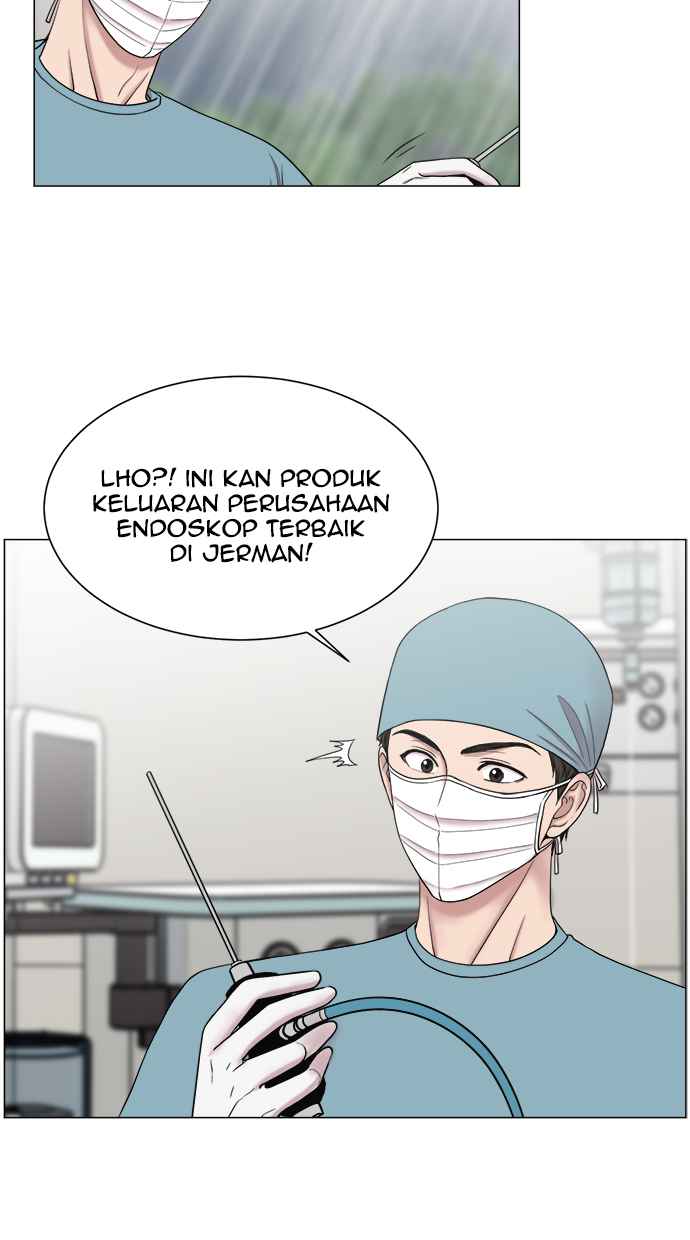 LHO?! INI KAN PRODUK
KELUARAN PERUSAHAAN
ENDOSKOP TERBAIK
DI JERMAN!